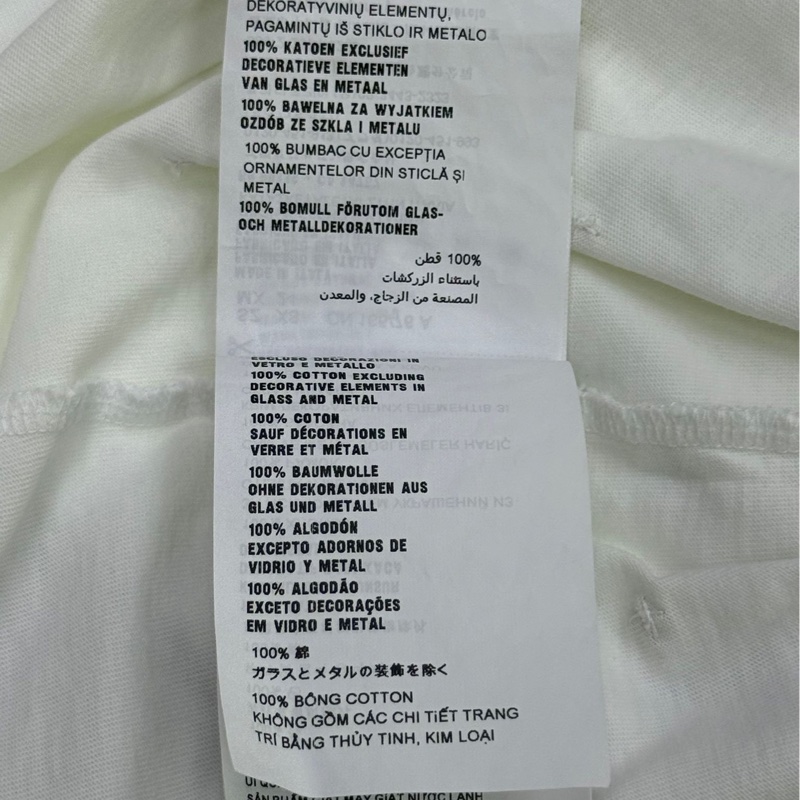 DEKORATYVINIŲ ELEMENTŲ,
PAGAMINTŲ IŠ STIKLO IR METALO
100% KATOEN EXCLUSIEF
DECORATIEVE ELEMENTEN
VAN GLAS EN METAAL
100% BAWELNA ZA WYJATKIEM
OZDÓB ZE SZKLA I METALU
100% BUMBAC CU EXCEPȚIA
ORNAMENTELOR DIN STICLĂ ȘI
METAL
100% BOMULL FÖRUTOM GLAS-
OCH METALLDEKORATIONER
100% قطن
باستثناء الزركشات
المصنعة من الزجاج، والمعدن
ESCLUSO DECORAZIONI IN
VETRO E METALLO
100% COTTON EXCLUDING
DECORATIVE ELEMENTS IN
GLASS AND METAL
100% COTON
SAUF DÉCORATIONS EN
VERRE ET MÉTAL
100% BAUMWOLLE
OHNE DEKORATIONEN AUS
GLAS UND METALL
100% ALGODÓN
EXCEPTO ADORNOS DE
VIDRIO Y METAL
100% ALGODÃO
EXCETO DECORAÇÕES
EM VIDRO E METAL
100% 綿
ガラスとメタルの装飾を除く
100% BÔNG COTTON
KHÔNG GỒM CÁC CHI TIẾT TRANG
TRÍ BẰNG THỦY TINH, KIM LOẠI